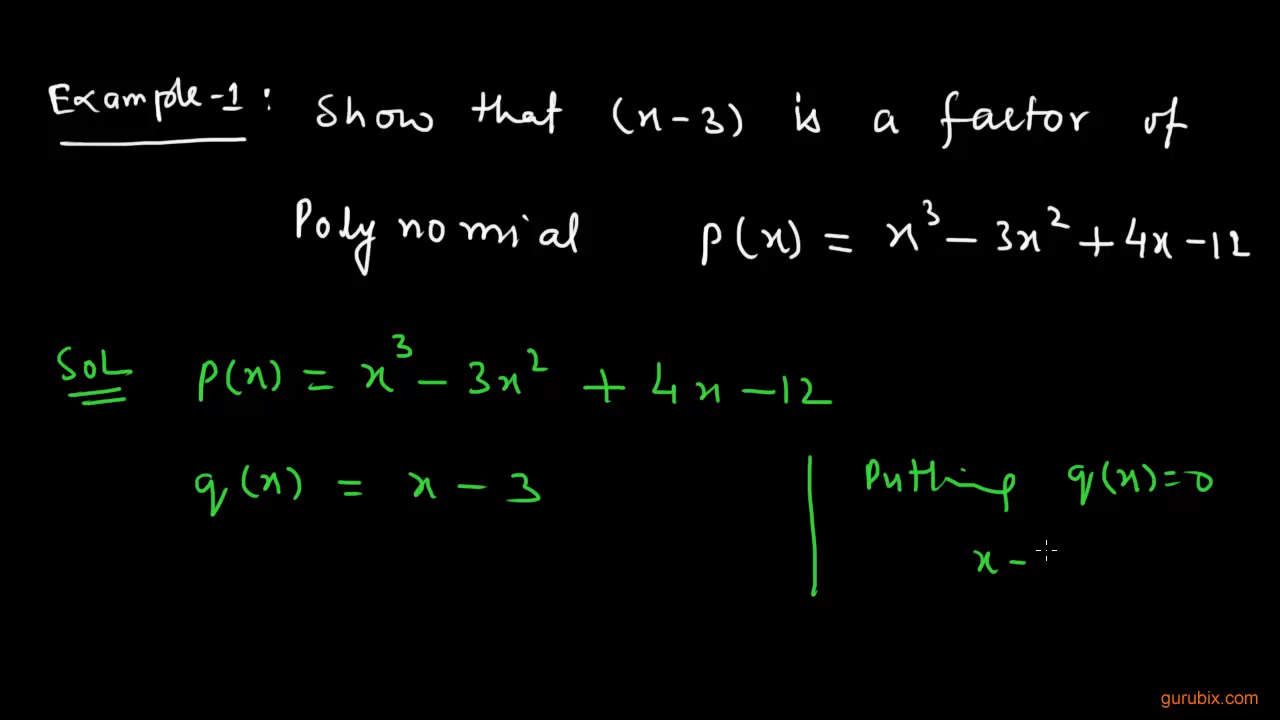 Example-1: Show that (x-3) is a factor of
Polynomial p(x) = x³ - 3x² + 4x - 12
Sol p(x) = x³ - 3x² + 4x - 12
q(x) = x - 3
Putting q(x) = 0
x -
gurubix.com